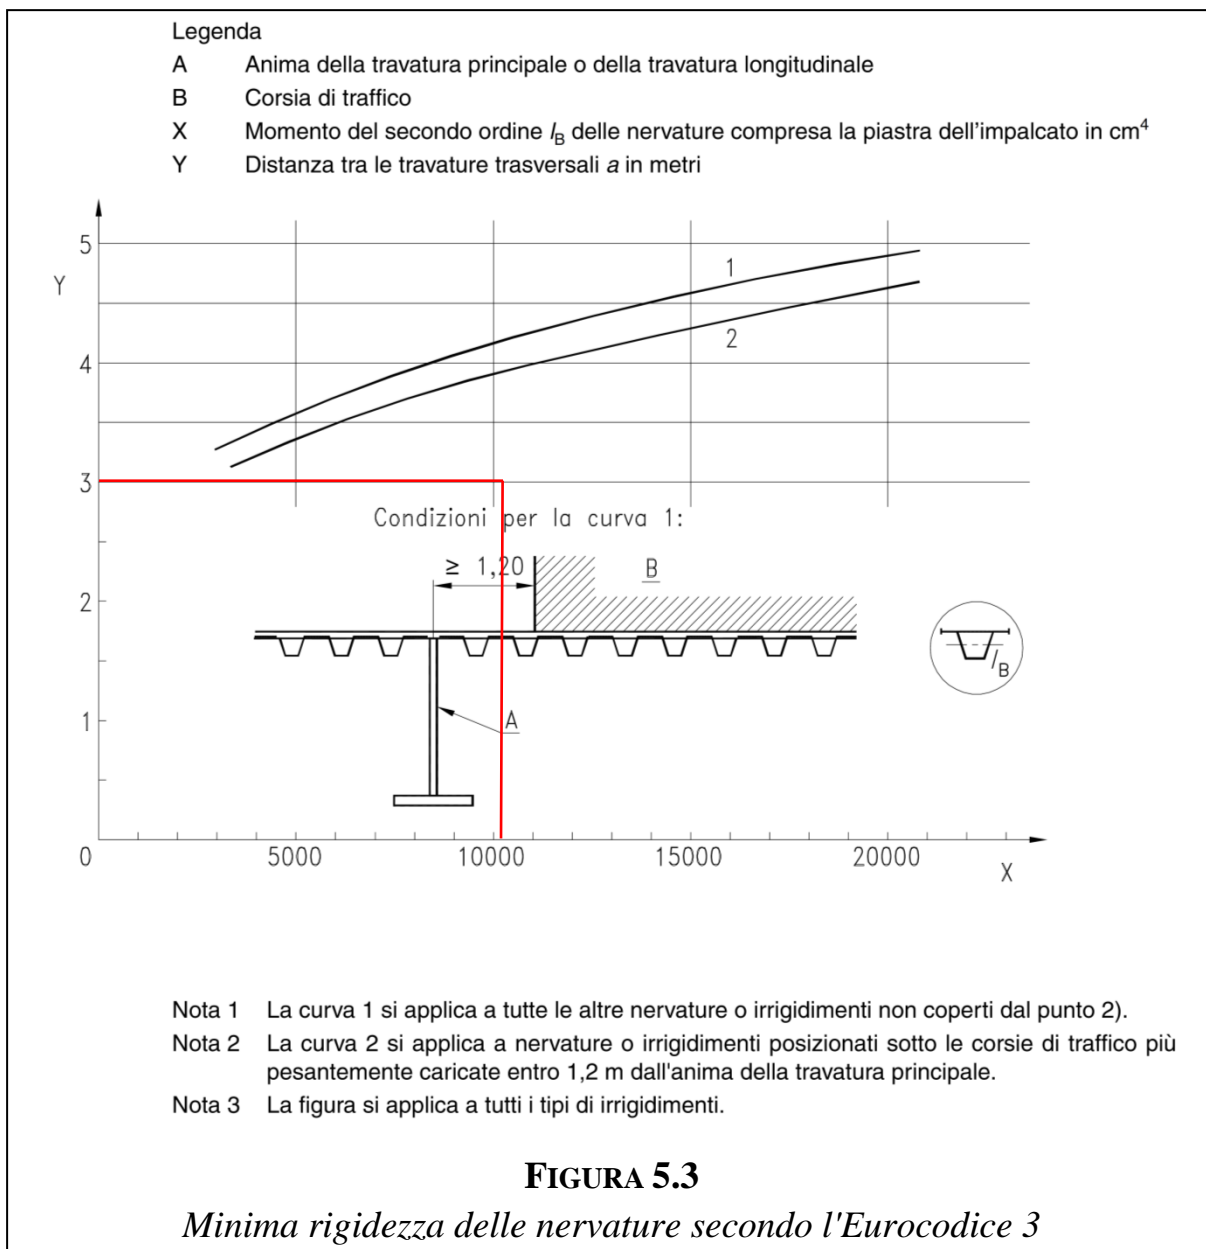 Legenda
A Anima della travatura principale o della travatura longitudinale
B Corsia di traffico
X Momento del secondo ordine I_B delle nervature compresa la piastra dell'impalcato in cm⁴
Y Distanza tra le travature trasversali a in metri
5
Y
1
2
4
3
Condizioni per la curva 1:
≥ 1,20
B
2
I_B
1
A
0 5000 10000 15000 20000
X
Nota 1 La curva 1 si applica a tutte le altre nervature o irrigidimenti non coperti dal punto 2).
Nota 2 La curva 2 si applica a nervature o irrigidimenti posizionati sotto le corsie di traffico più
pesantemente caricate entro 1,2 m dall'anima della travatura principale.
Nota 3 La figura si applica a tutti i tipi di irrigidimenti.
FIGURA 5.3
Minima rigidezza delle nervature secondo l'Eurocodice 3